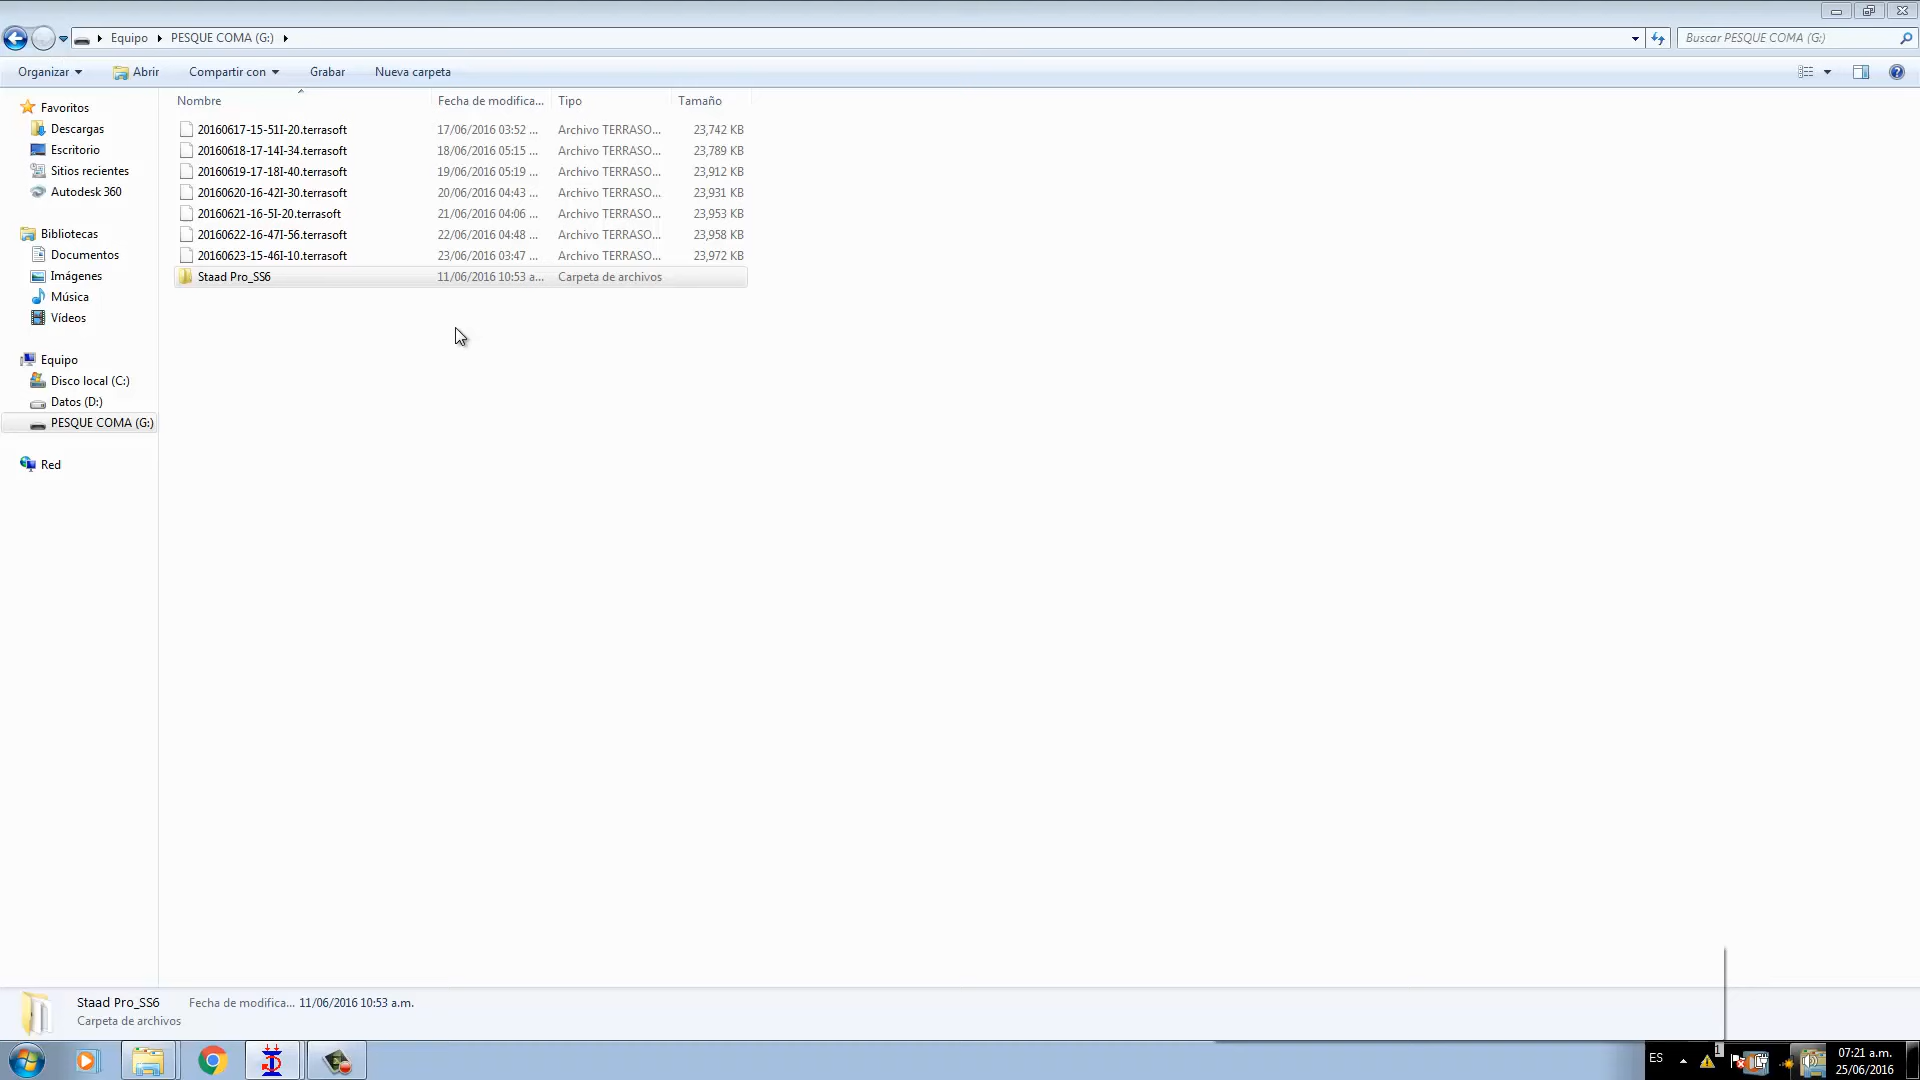 Equipo PESQUE COMA (G:)
Buscar PESQUE COMA (G:)
Organizar Abrir Compartir con Grabar Nueva carpeta
Favoritos
Descargas
Escritorio
Sitios recientes
Autodesk 360
Bibliotecas
Documentos
Imágenes
Música
Vídeos
Equipo
Disco local (C:)
Datos (D:)
PESQUE COMA (G:)
Red
Nombre Fecha de modifica... Tipo Tamaño
20160617-15-51I-20.terrasoft 17/06/2016 03:52 ... Archivo TERRASO... 23,742 KB
20160618-17-14I-34.terrasoft 18/06/2016 05:15 ... Archivo TERRASO... 23,789 KB
20160619-17-18I-40.terrasoft 19/06/2016 05:19 ... Archivo TERRASO... 23,912 KB
20160620-16-42I-30.terrasoft 20/06/2016 04:43 ... Archivo TERRASO... 23,931 KB
20160621-16-5I-20.terrasoft 21/06/2016 04:06 ... Archivo TERRASO... 23,953 KB
20160622-16-47I-56.terrasoft 22/06/2016 04:48 ... Archivo TERRASO... 23,958 KB
20160623-15-46I-10.terrasoft 23/06/2016 03:47 ... Archivo TERRASO... 23,972 KB
Staad Pro_SS6 11/06/2016 10:53 a... Carpeta de archivos
Staad Pro_SS6 Fecha de modifica... 11/06/2016 10:53 a.m.
Carpeta de archivos
ES
1
07:21 a.m.
25/06/2016